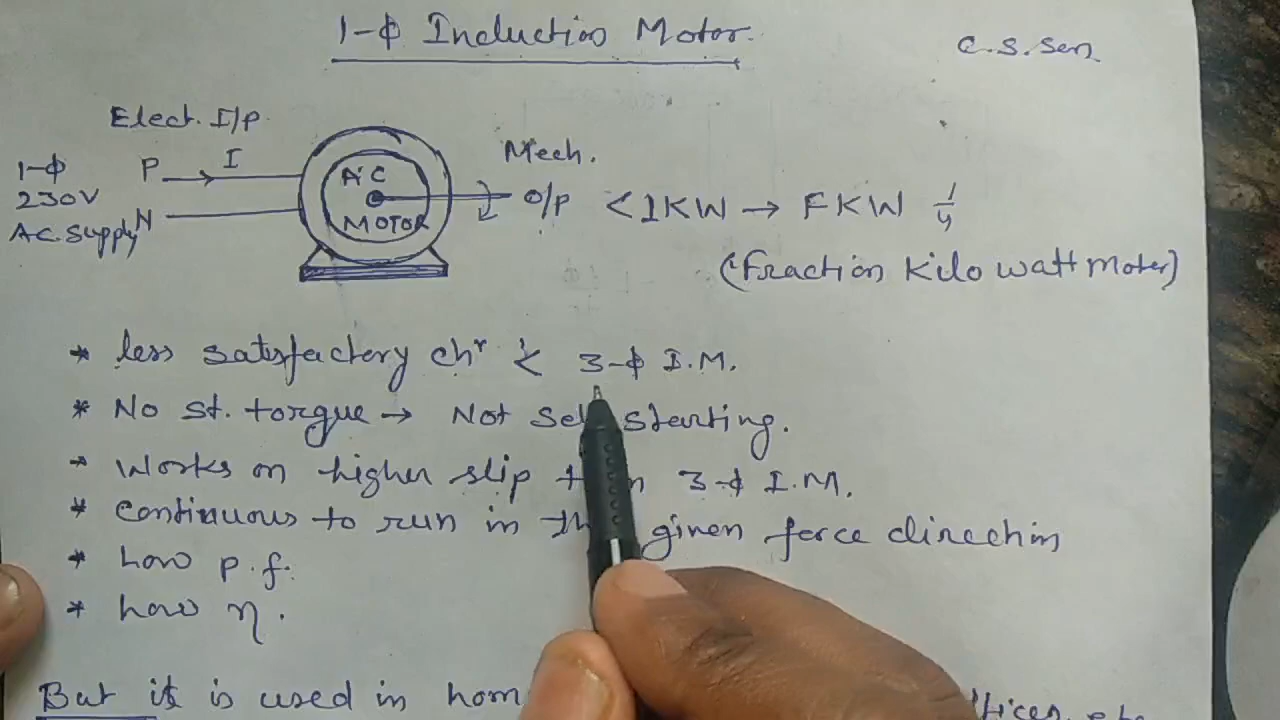 1-ф Induction Motor.
C.S.Sen
Elect. I/p.
1-ф
230V
A.C. Supply
P I
N
A.C
MOTOR
Mech.
O/p < 1KW → FKW 1/4
(Fraction Kilo watt moter)
* less satisfactory chʳ < 3-ф I.M.
* No st. torque → Not self starting.
* Works on higher slip than 3-ф I.M.
* Continuous to run in the given force direction
* Low p.f.
* Low η.
But it is used in hom